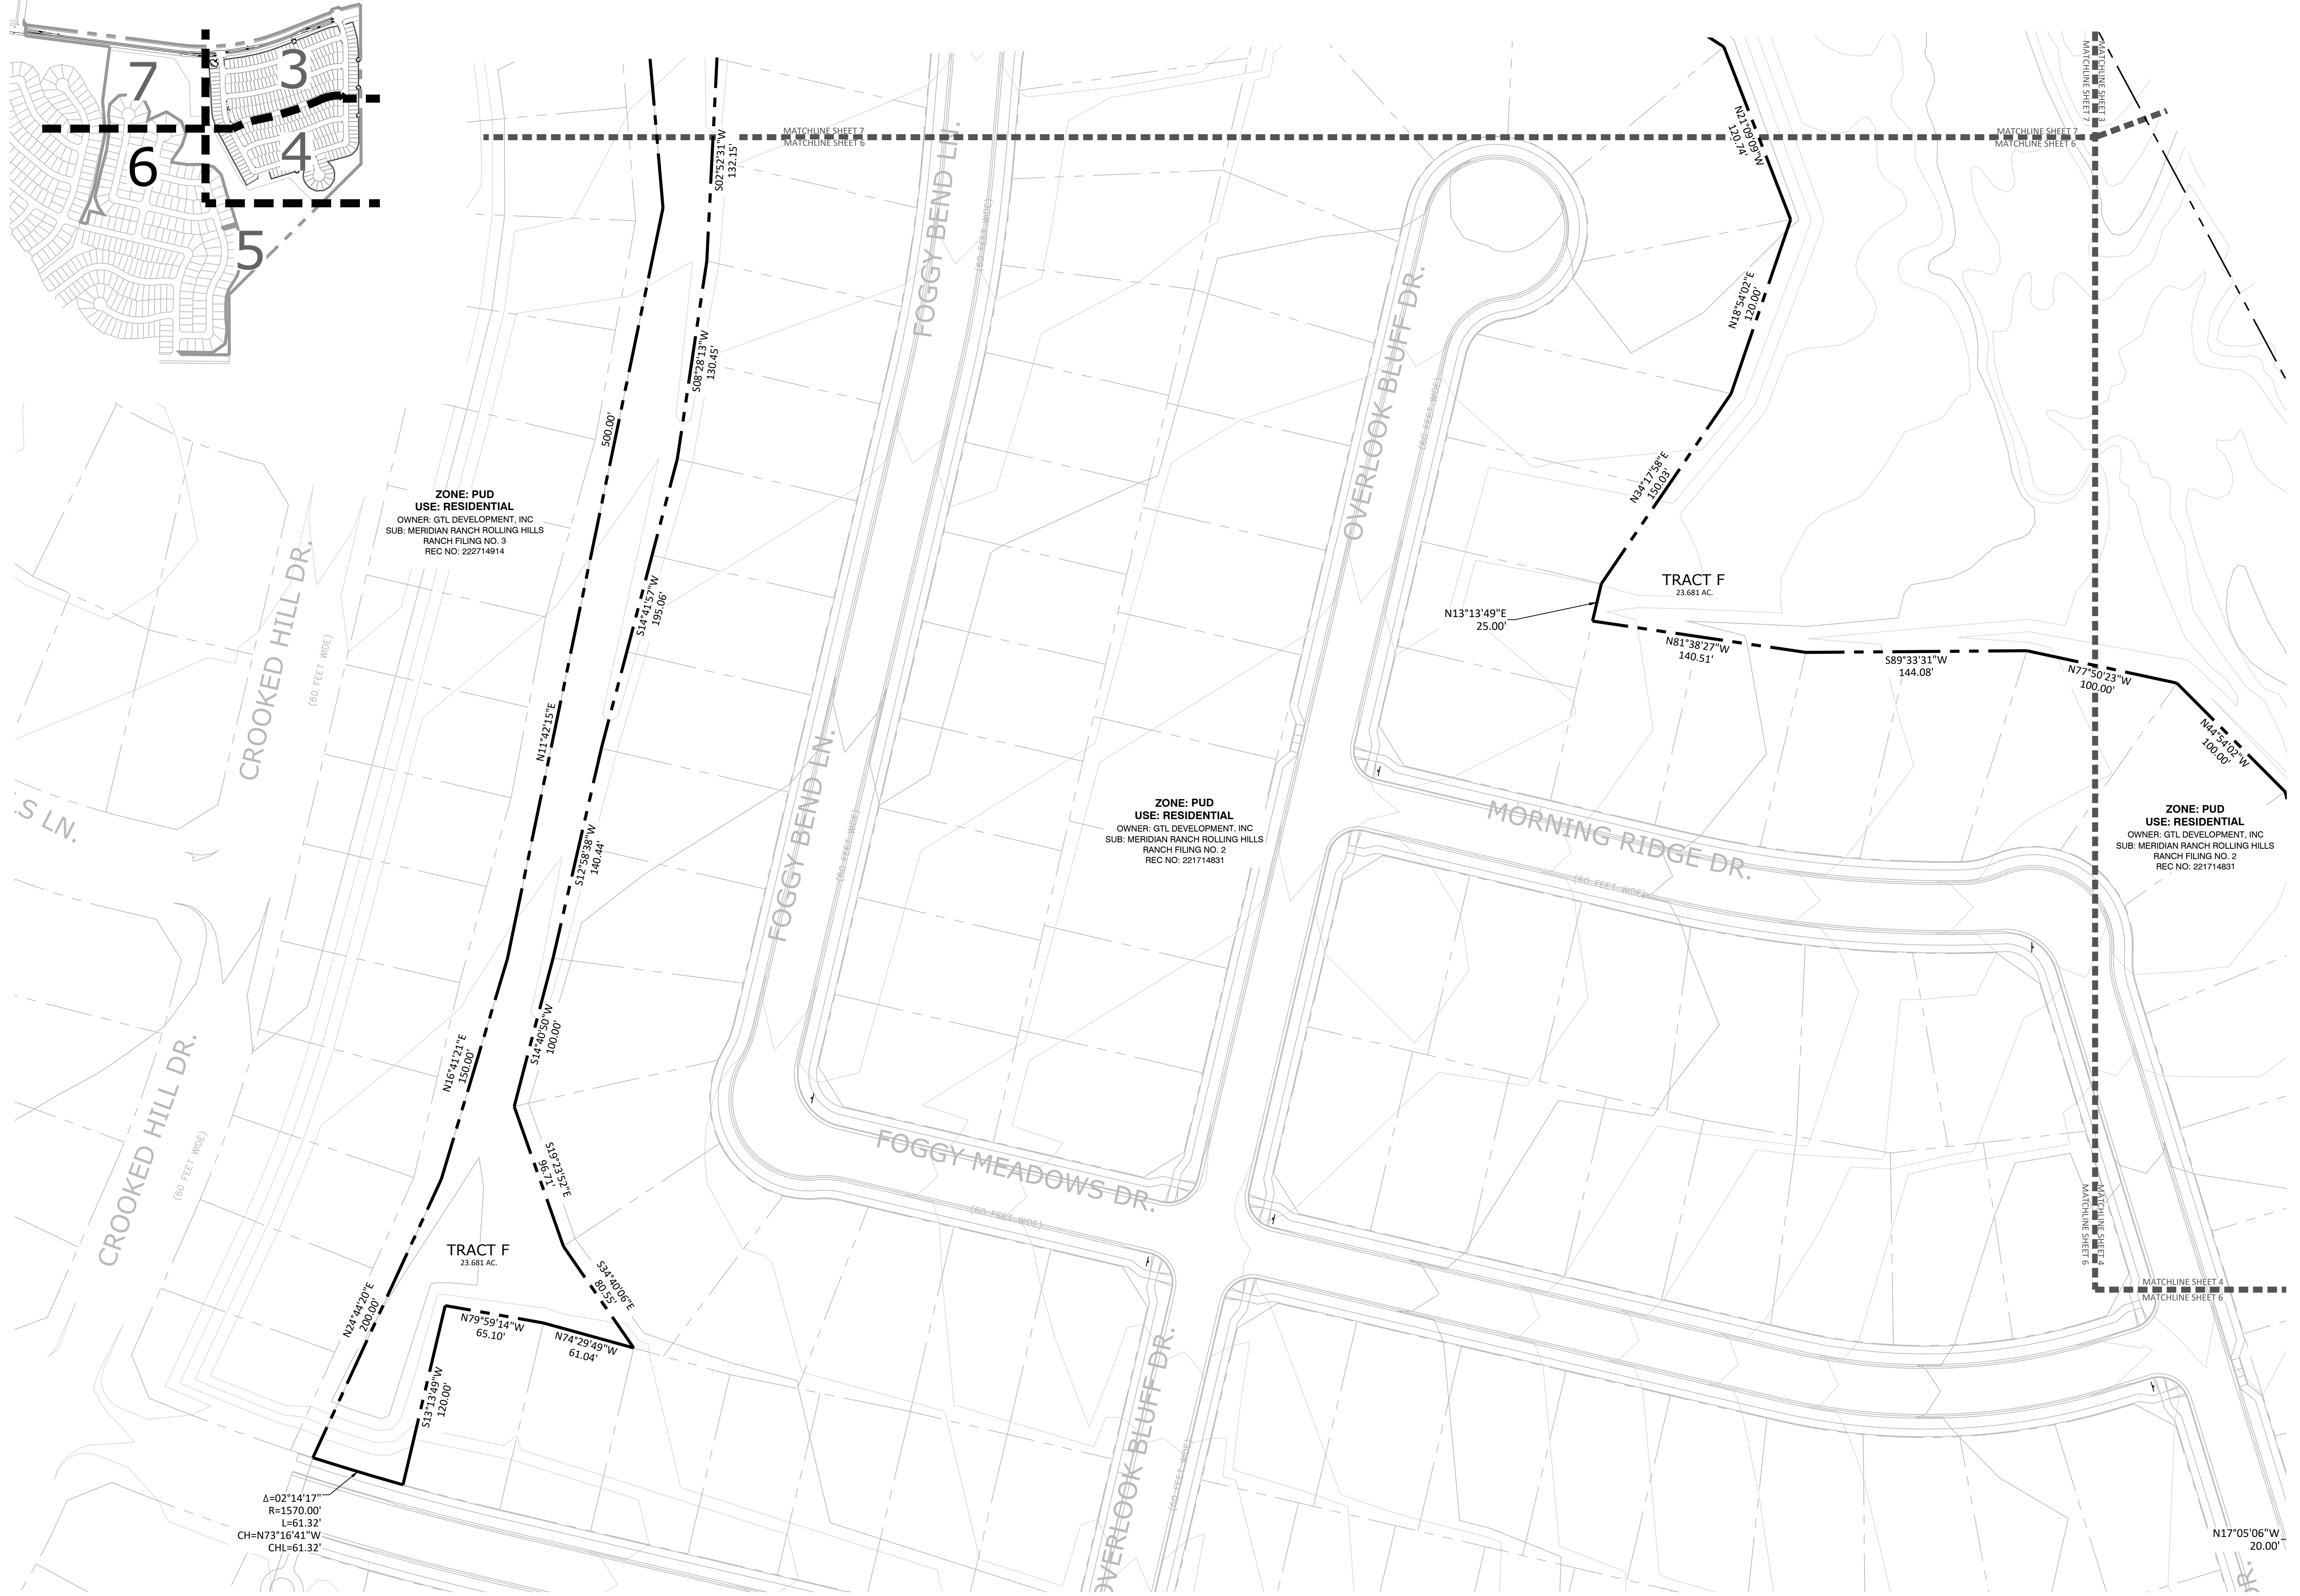 7
3
6
4
5
MATCHLINE SHEET 7
MATCHLINE SHEET 6
MATCHLINE SHEET 7
MATCHLINE SHEET 6
MATCHLINE SHEET 3
MATCHLINE SHEET 7
S02°52'31"W
132.15'
FOGGY BEND LN.
(60 FEET WIDE)
N21°09'09"W
120.74'
S08°28'13"W
130.45'
OVERLOOK BLUFF DR.
(60 FEET WIDE)
N18°54'02"E
120.00'
500.00'
N11°42'15"E
N34°17'58"E
150.03'
ZONE: PUD
USE: RESIDENTIAL
OWNER: GTL DEVELOPMENT, INC
SUB: MERIDIAN RANCH ROLLING HILLS
RANCH FILING NO. 3
REC NO: 222714914
CROOKED HILL DR.
(60 FEET WIDE)
S14°41'57"W
195.06'
TRACT F
23.681 AC.
N13°13'49"E
25.00'
N81°38'27"W
140.51'
S89°33'31"W
144.08'
N77°50'23"W
100.00'
N44°54'02"W
100.00'
S LN.
FOGGY BEND LN.
(60 FEET WIDE)
S12°58'38"W
140.44'
ZONE: PUD
USE: RESIDENTIAL
OWNER: GTL DEVELOPMENT, INC
SUB: MERIDIAN RANCH ROLLING HILLS
RANCH FILING NO. 2
REC NO: 221714831
MORNING RIDGE DR.
(60 FEET WIDE)
ZONE: PUD
USE: RESIDENTIAL
OWNER: GTL DEVELOPMENT, INC
SUB: MERIDIAN RANCH ROLLING HILLS
RANCH FILING NO. 2
REC NO: 221714831
CROOKED HILL DR.
(60 FEET WIDE)
N16°41'21"E
150.00'
S14°40'50"W
100.00'
S19°23'52"E
96.71'
FOGGY MEADOWS DR.
(60 FEET WIDE)
MATCHLINE SHEET 4
MATCHLINE SHEET 6
MATCHLINE SHEET 4
MATCHLINE SHEET 6
TRACT F
23.681 AC.
S34°40'06"E
80.55'
N24°44'20"E
200.00'
N79°59'14"W
65.10'
N74°29'49"W
61.04'
S13°13'49"W
120.00'
OVERLOOK BLUFF DR.
(60 FEET WIDE)
Δ=02°14'17"
R=1570.00'
L=61.32'
CH=N73°16'41"W
CHL=61.32'
N17°05'06"W
20.00'
DR.